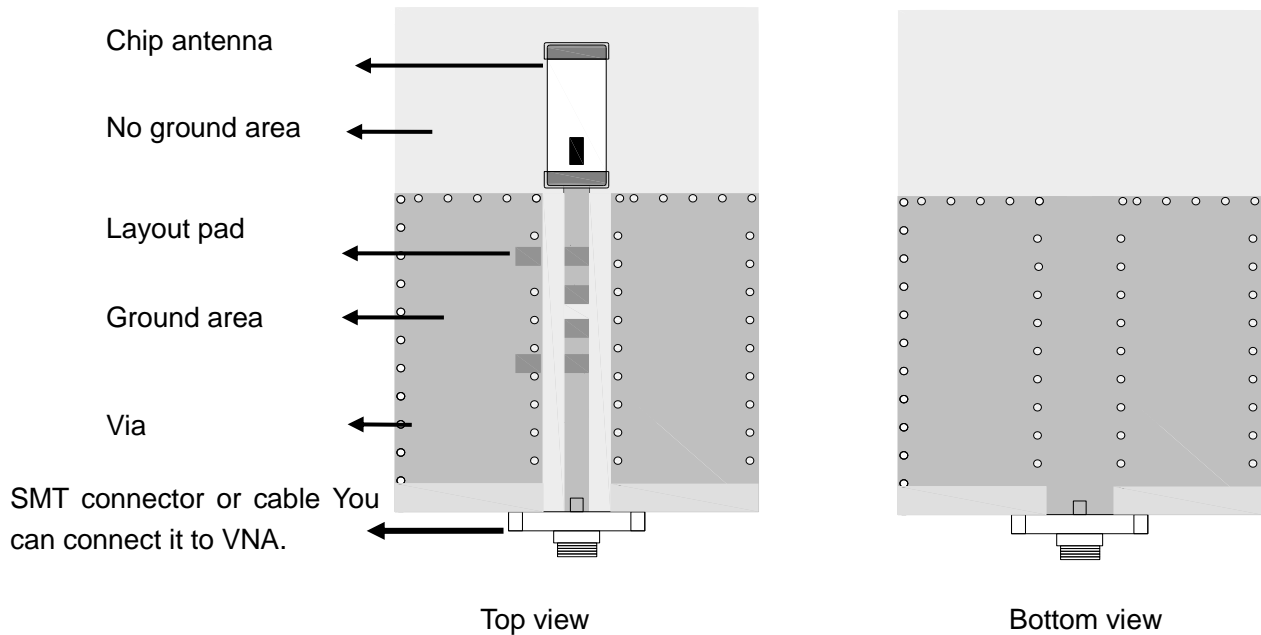 Chip antenna
No ground area
Layout pad
Ground area
Via
SMT connector or cable You
can connect it to VNA.
Top view
Bottom view